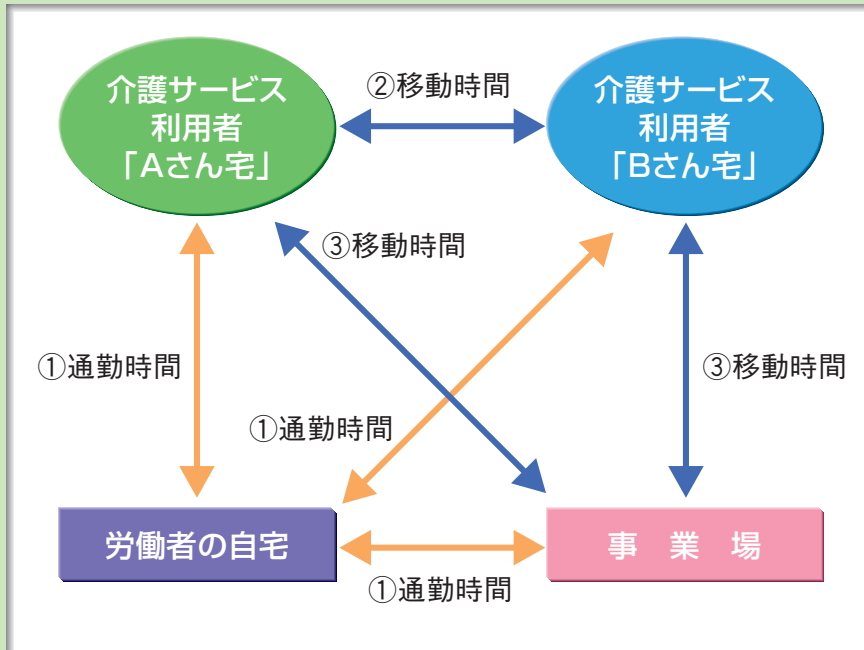 介護サービス
利用者
「Aさん宅」
②移動時間
介護サービス
利用者
「Bさん宅」
③移動時間
①通勤時間
③移動時間
①通勤時間
労働者の自宅
事 業 場
①通勤時間